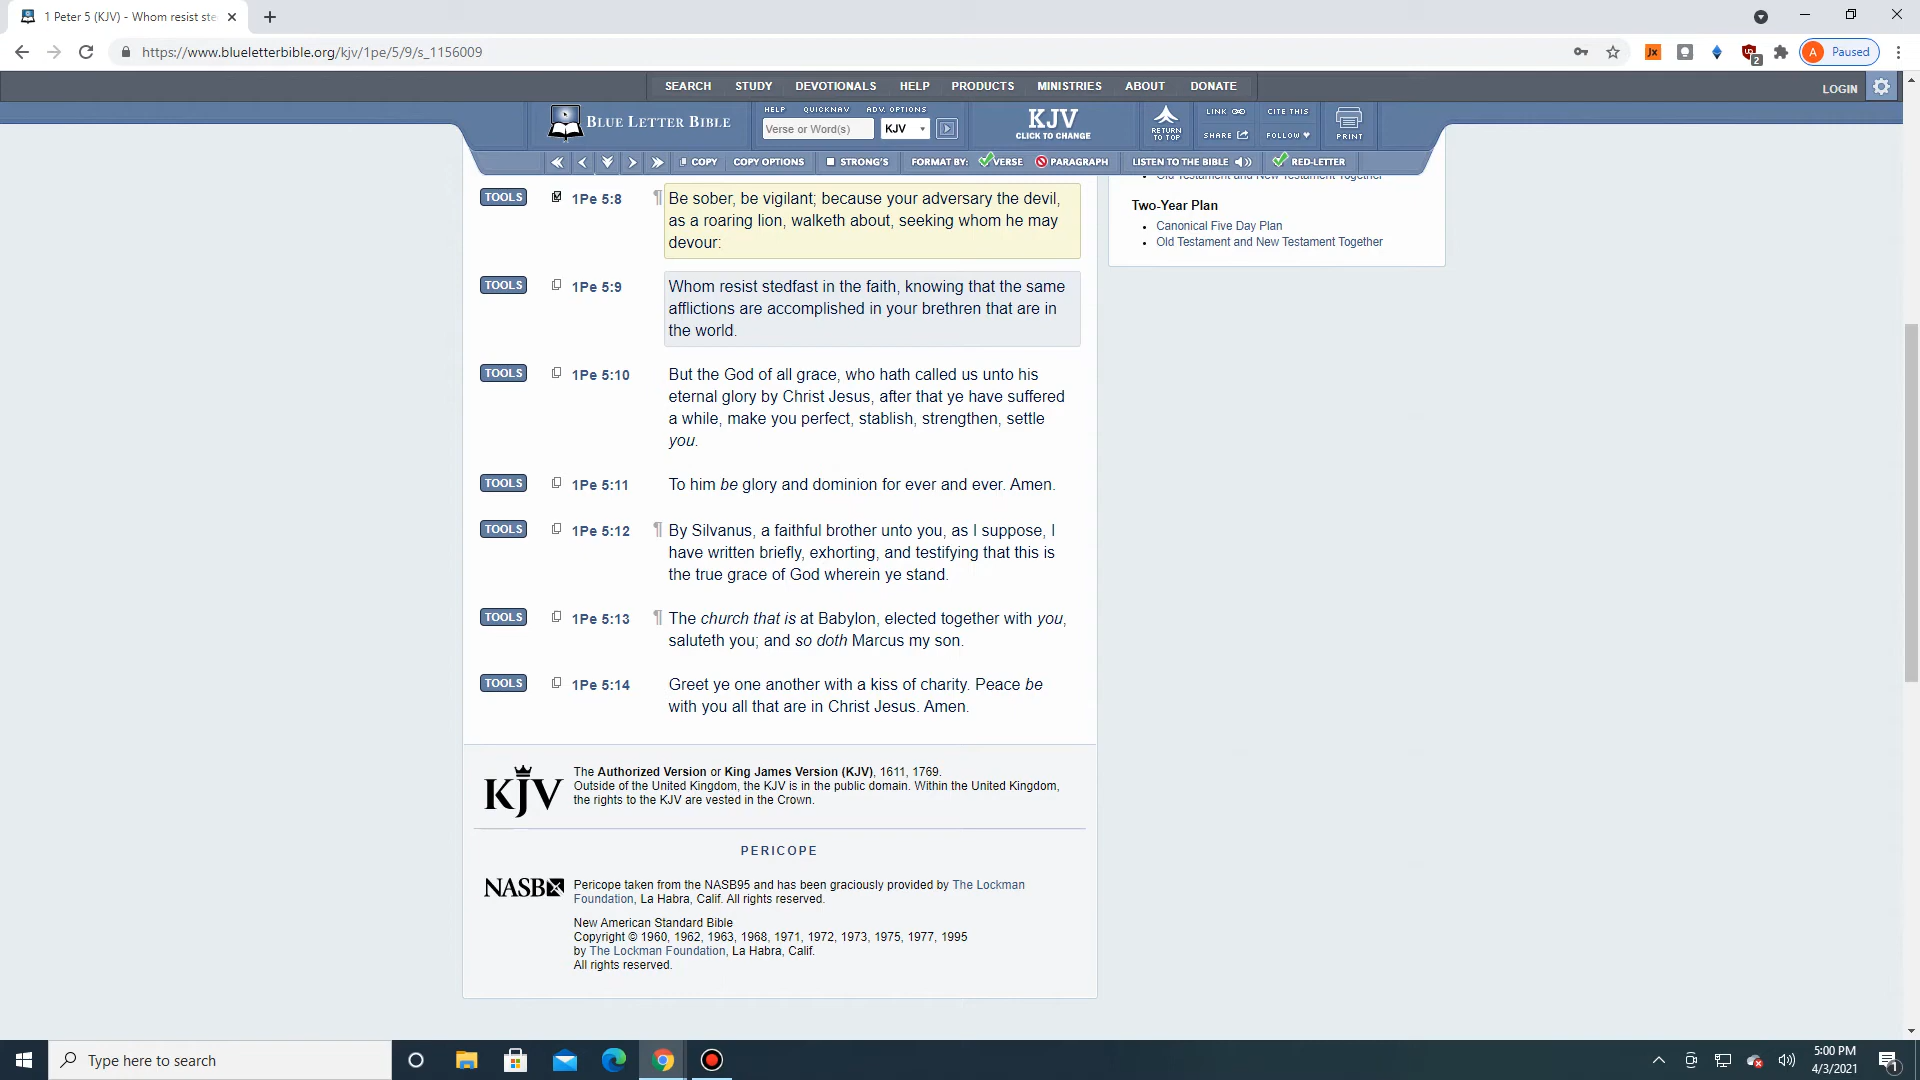 1 Peter 5 (KJV) - Whom resist ste
https://www.blueletterbible.org/kjv/1pe/5/9/s_1156009
Jx
2
A Paused
SEARCH STUDY DEVOTIONALS HELP PRODUCTS MINISTRIES ABOUT DONATE
LOGIN
BLUE LETTER BIBLE
HELP QUICKNAV ADV. OPTIONS
Verse or Word(s) KJV
KJV
CLICK TO CHANGE
RETURN
TO TOP
LINK CITE THIS
SHARE FOLLOW
PRINT
COPY COPY OPTIONS STRONG'S FORMAT BY: VERSE PARAGRAPH LISTEN TO THE BIBLE RED-LETTER
TOOLS 1Pe 5:8 ¶ Be sober, be vigilant; because your adversary the devil,
as a roaring lion, walketh about, seeking whom he may
devour:
TOOLS 1Pe 5:9 Whom resist stedfast in the faith, knowing that the same
afflictions are accomplished in your brethren that are in
the world.
TOOLS 1Pe 5:10 But the God of all grace, who hath called us unto his
eternal glory by Christ Jesus, after that ye have suffered
a while, make you perfect, stablish, strengthen, settle
you.
TOOLS 1Pe 5:11 To him be glory and dominion for ever and ever. Amen.
TOOLS 1Pe 5:12 ¶ By Silvanus, a faithful brother unto you, as I suppose, I
have written briefly, exhorting, and testifying that this is
the true grace of God wherein ye stand.
TOOLS 1Pe 5:13 ¶ The church that is at Babylon, elected together with you,
saluteth you; and so doth Marcus my son.
TOOLS 1Pe 5:14 Greet ye one another with a kiss of charity. Peace be
with you all that are in Christ Jesus. Amen.
Old Testament and New Testament Together
Two-Year Plan
Canonical Five Day Plan
Old Testament and New Testament Together
KJV
The Authorized Version or King James Version (KJV), 1611, 1769.
Outside of the United Kingdom, the KJV is in the public domain. Within the United Kingdom,
the rights to the KJV are vested in the Crown.
PERICOPE
NASB
Pericope taken from the NASB95 and has been graciously provided by The Lockman
Foundation, La Habra, Calif. All rights reserved.
New American Standard Bible
Copyright © 1960, 1962, 1963, 1968, 1971, 1972, 1973, 1975, 1977, 1995
by The Lockman Foundation, La Habra, Calif.
All rights reserved.
Type here to search
5:00 PM
4/3/2021
1